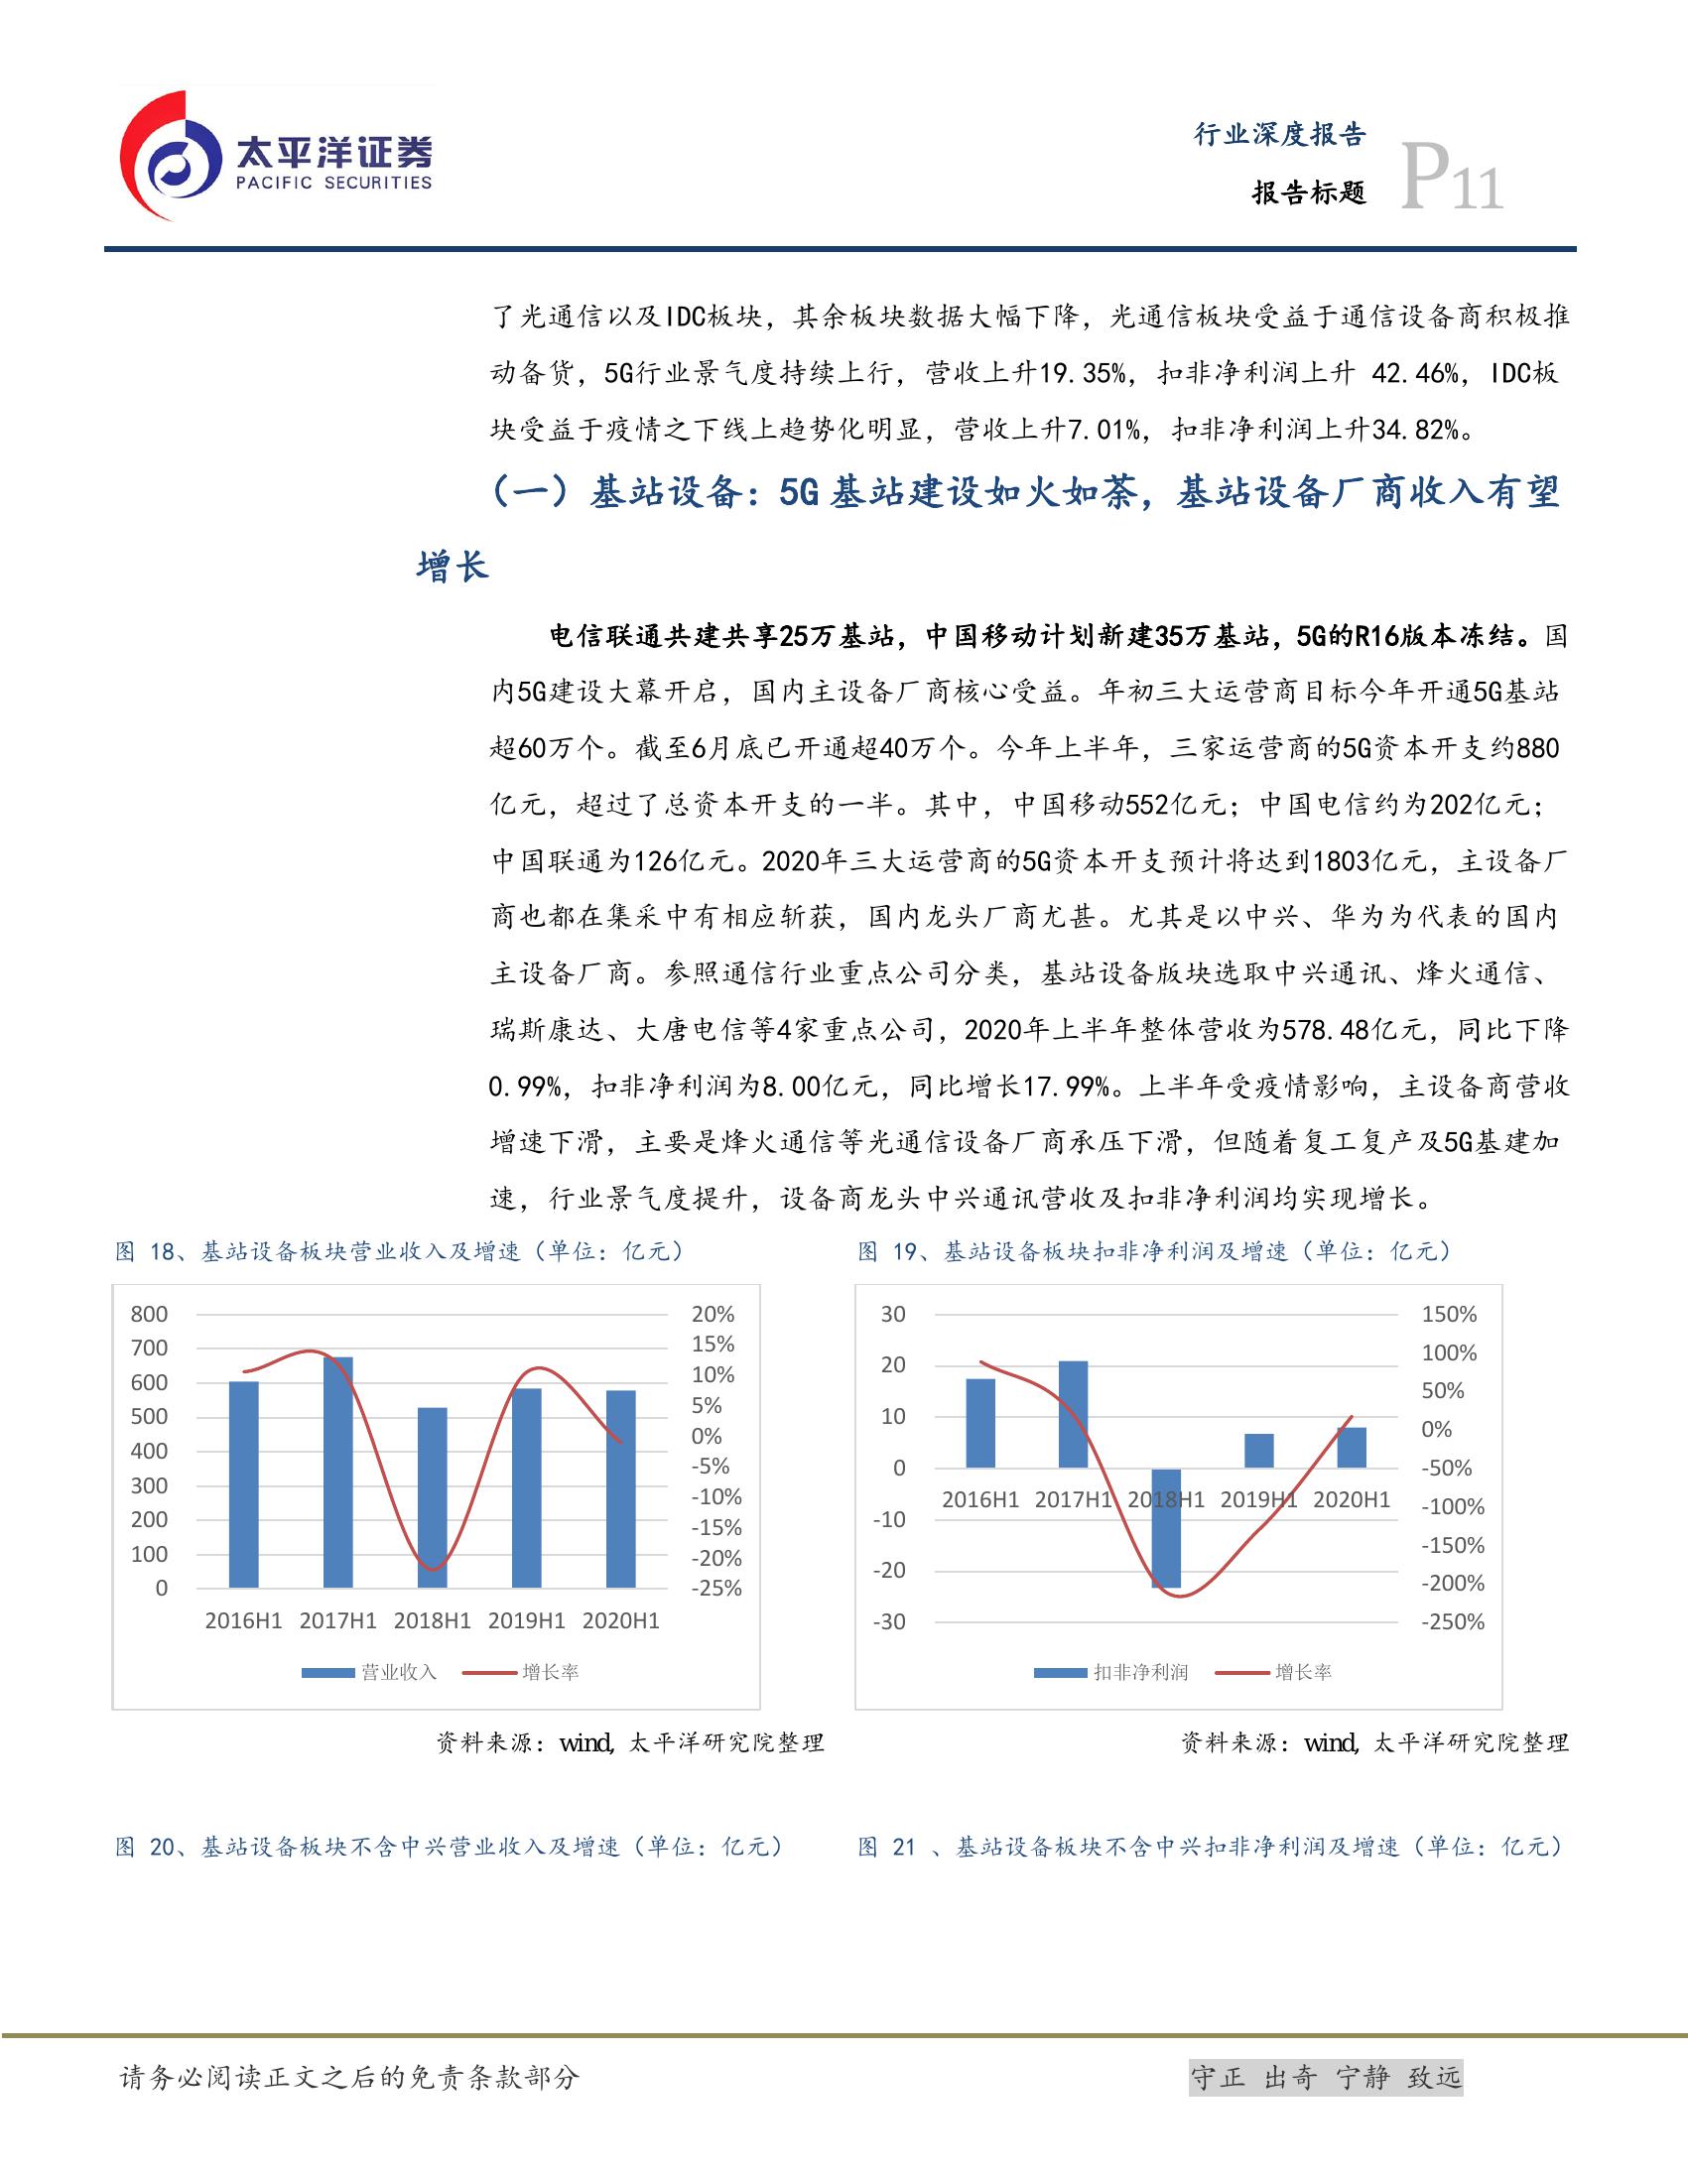 太平洋证券
PACIFIC SECURITIES
行业深度报告
报告标题
P11
了光通信以及IDC板块，其余板块数据大幅下降，光通信板块受益于通信设备商积极推
动备货，5G行业景气度持续上行，营收上升19.35%，扣非净利润上升 42.46%，IDC板
块受益于疫情之下线上趋势化明显，营收上升7.01%，扣非净利润上升34.82%。
（一）基站设备：5G 基站建设如火如荼，基站设备厂商收入有望
增长
电信联通共建共享25万基站，中国移动计划新建35万基站，5G的R16版本冻结。国
内5G建设大幕开启，国内主设备厂商核心受益。年初三大运营商目标今年开通5G基站
超60万个。截至6月底已开通超40万个。今年上半年，三家运营商的5G资本开支约880
亿元，超过了总资本开支的一半。其中，中国移动552亿元；中国电信约为202亿元；
中国联通为126亿元。2020年三大运营商的5G资本开支预计将达到1803亿元，主设备厂
商也都在集采中有相应斩获，国内龙头厂商尤甚。尤其是以中兴、华为为代表的国内
主设备厂商。参照通信行业重点公司分类，基站设备版块选取中兴通讯、烽火通信、
瑞斯康达、大唐电信等4家重点公司，2020年上半年整体营收为578.48亿元，同比下降
0.99%，扣非净利润为8.00亿元，同比增长17.99%。上半年受疫情影响，主设备商营收
增速下滑，主要是烽火通信等光通信设备厂商承压下滑，但随着复工复产及5G基建加
速，行业景气度提升，设备商龙头中兴通讯营收及扣非净利润均实现增长。
图 18、基站设备板块营业收入及增速（单位：亿元）
800
700
600
500
400
300
200
100
0
20%
15%
10%
5%
0%
-5%
-10%
-15%
-20%
-25%
2016H1 2017H1 2018H1 2019H1 2020H1
营业收入 增长率
资料来源：wind，太平洋研究院整理
图 19、基站设备板块扣非净利润及增速（单位：亿元）
30
20
10
0
-10
-20
-30
150%
100%
50%
0%
-50%
-100%
-150%
-200%
-250%
2016H1 2017H1 2018H1 2019H1 2020H1
扣非净利润 增长率
资料来源：wind，太平洋研究院整理
图 20、基站设备板块不含中兴营业收入及增速（单位：亿元）
图 21 、基站设备板块不含中兴扣非净利润及增速（单位：亿元）
请务必阅读正文之后的免责条款部分
守正 出奇 宁静 致远